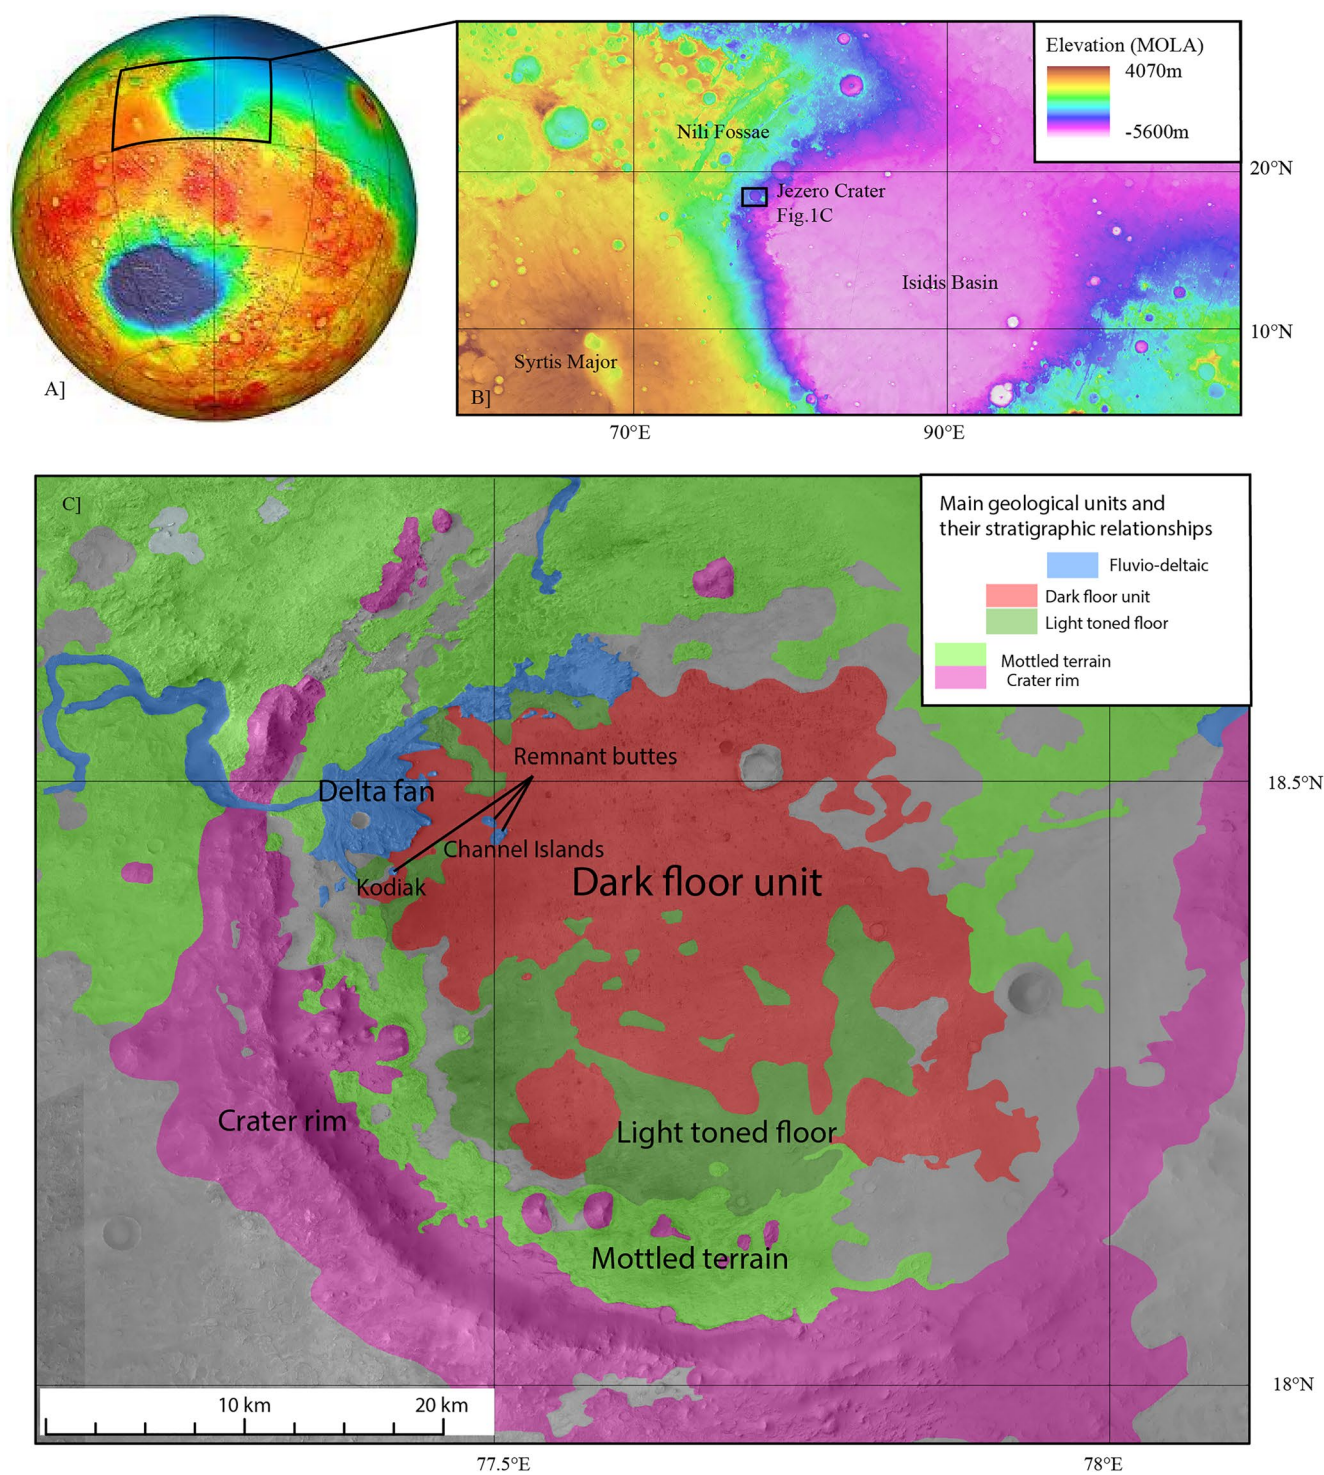 A]
Elevation (MOLA)
4070m
-5600m
Nili Fossae
20°N
Jezero Crater
Fig.1C
Isidis Basin
10°N
Syrtis Major
B]
70°E
90°E
C]
Main geological units and
their stratigraphic relationships
Fluvio-deltaic
Dark floor unit
Light toned floor
Mottled terrain
Crater rim
Remnant buttes
18.5°N
Delta fan
Channel Islands
Kodiak
Dark floor unit
Crater rim
Light toned floor
Mottled terrain
18°N
10 km
20 km
77.5°E
78°E